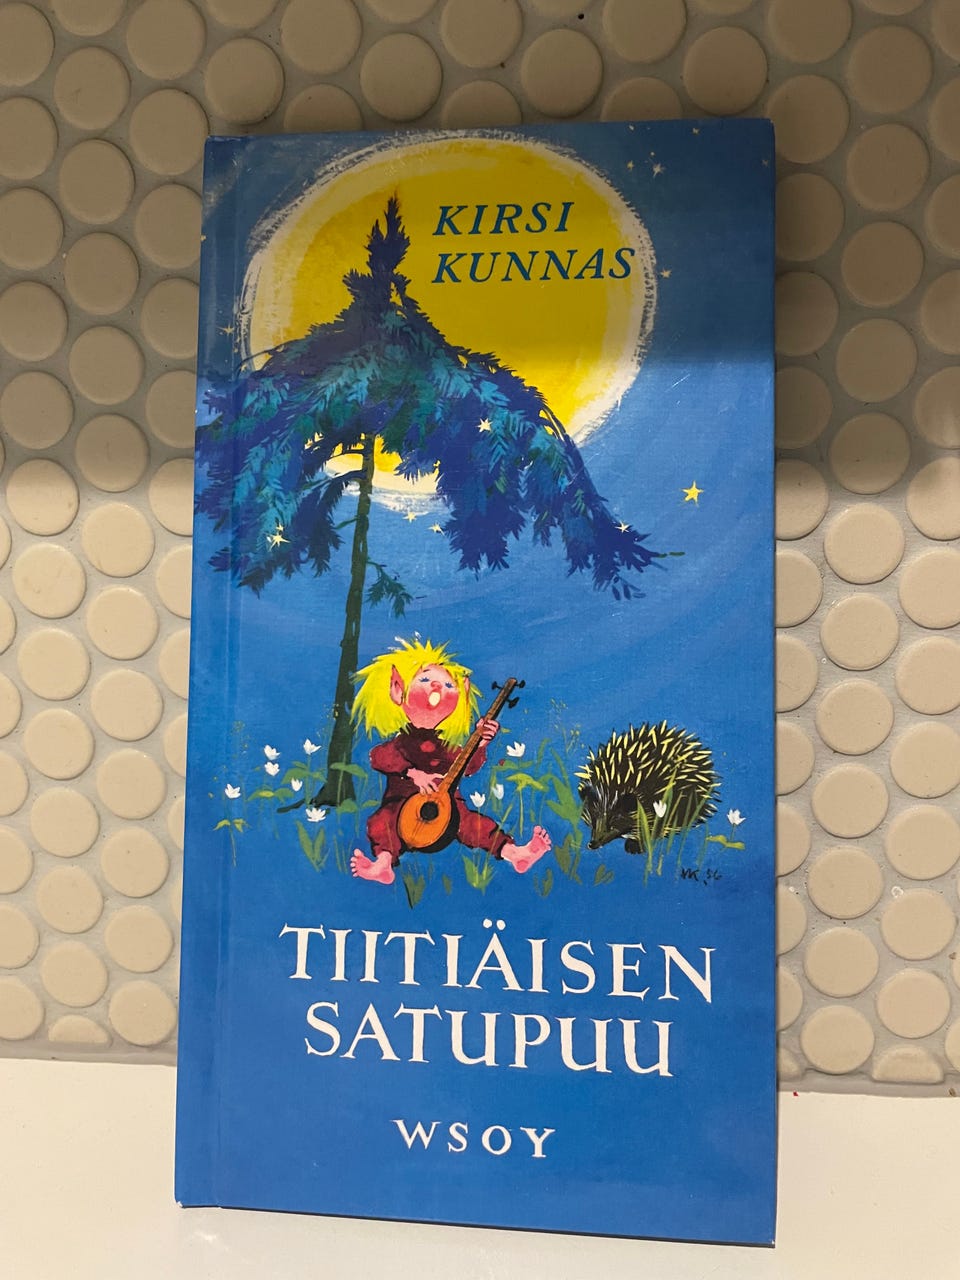 KIRSI
KUNNAS
TIITIÄISEN
SATUPUU
WSOY